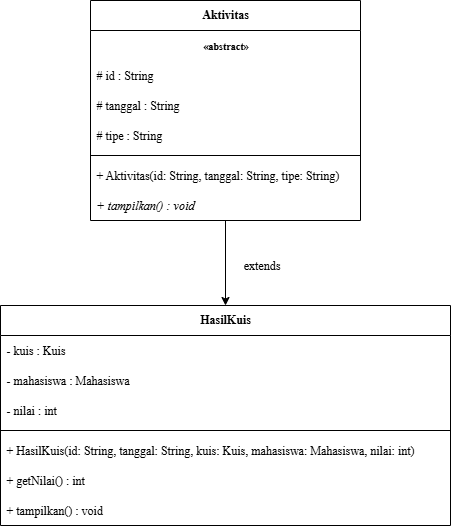 Aktivitas
«abstract»
# id : String
# tanggal : String
# tipe : String
+ Aktivitas(id: String, tanggal: String, tipe: String)
+ tampilkan() : void
extends
HasilKuis
- kuis : Kuis
- mahasiswa : Mahasiswa
- nilai : int
+ HasilKuis(id: String, tanggal: String, kuis: Kuis, mahasiswa: Mahasiswa, nilai: int)
+ getNilai() : int
+ tampilkan() : void